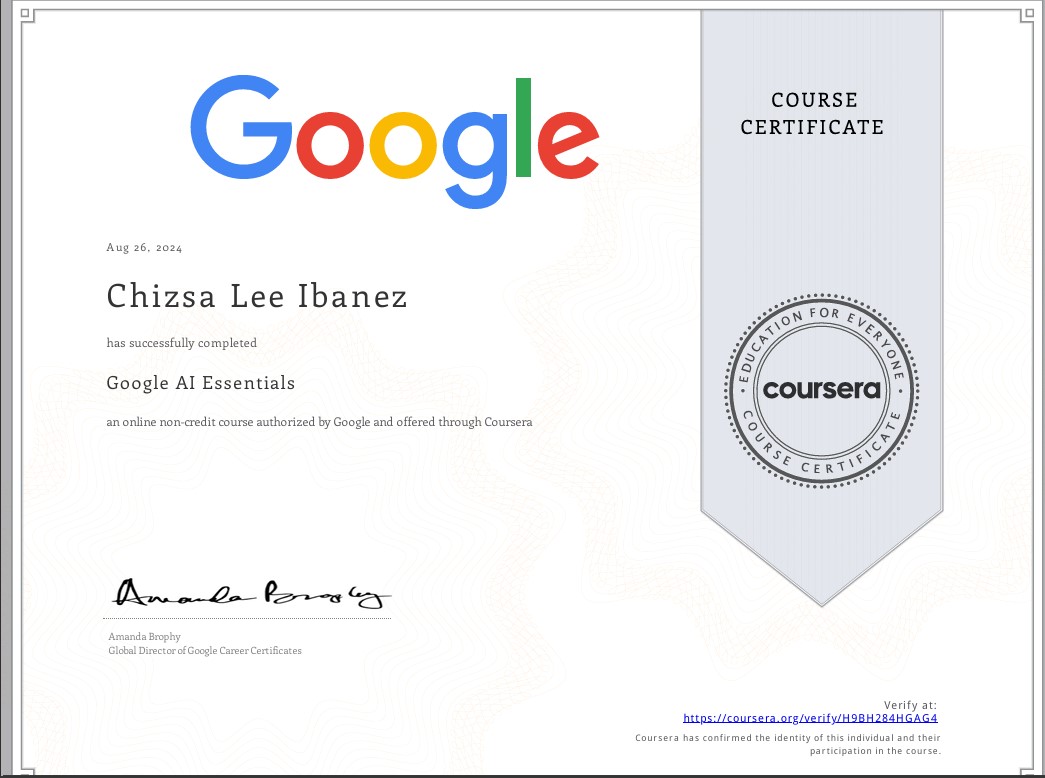 Google
COURSE
CERTIFICATE
Aug 26, 2024
Chizsa Lee Ibanez
has successfully completed
Google AI Essentials
an online non-credit course authorized by Google and offered through Coursera
EDUCATION FOR EVERYONE
coursera
COURSE CERTIFICATE
Amanda Brophy
Amanda Brophy
Global Director of Google Career Certificates
Verify at:
https://coursera.org/verify/H9BH284HGAG4
Coursera has confirmed the identity of this individual and their
participation in the course.